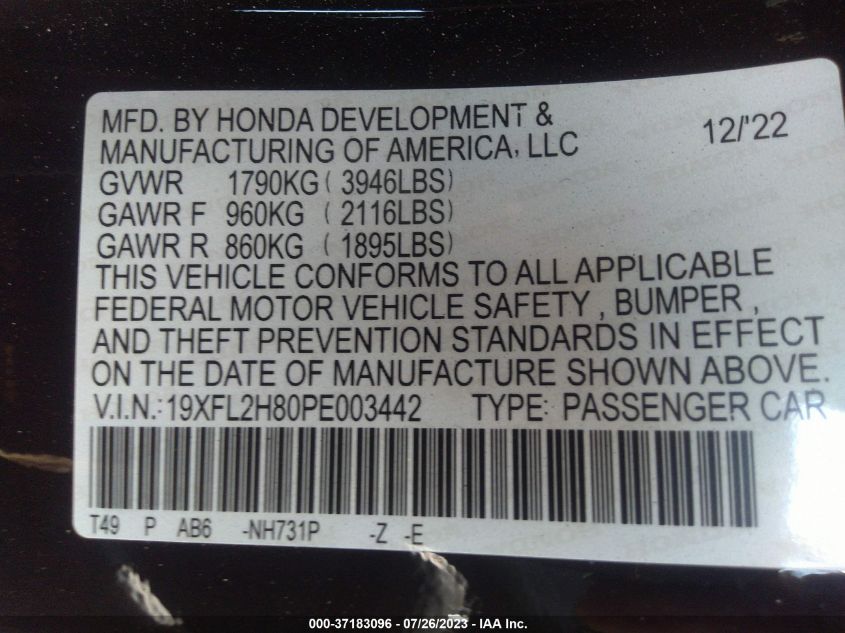 MFD. BY HONDA DEVELOPMENT & 12/'22
MANUFACTURING OF AMERICA, LLC
GVWR 1790KG ( 3946LBS)
GAWR F 960KG ( 2116LBS)
GAWR R 860KG ( 1895LBS)
THIS VEHICLE CONFORMS TO ALL APPLICABLE
FEDERAL MOTOR VEHICLE SAFETY , BUMPER ,
AND THEFT PREVENTION STANDARDS IN EFFECT
ON THE DATE OF MANUFACTURE SHOWN ABOVE.
V.I.N.: 19XFL2H80PE003442 TYPE: PASSENGER CAR
T49 P AB6 -NH731P -Z -E
000-37183096 - 07/26/2023 - IAA Inc.